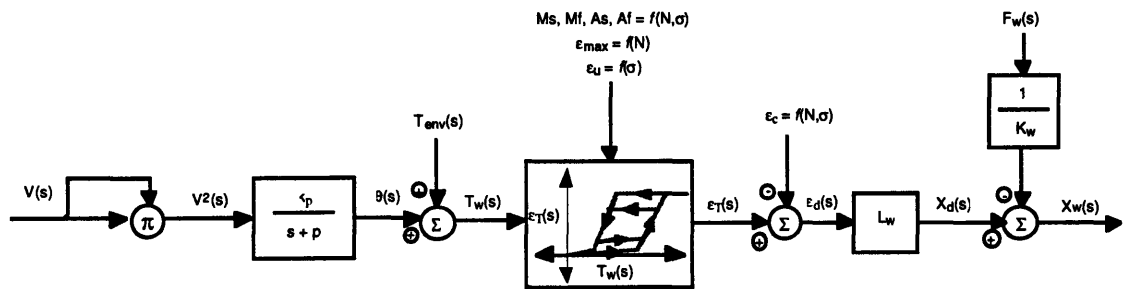 Ms, Mf, As, Af = f(N,σ)
εmax = f(N)
εu = f(σ)
Fw(s)
1
Kw
Tenv(s)
εc = f(N,σ)
V(s)
π
V²(s)
ςp
s + p
θ(s)
Σ
Tw(s)
εT(s)
Tw(s)
εT(s)
Σ
εd(s)
Lw
Xd(s)
Σ
Xw(s)